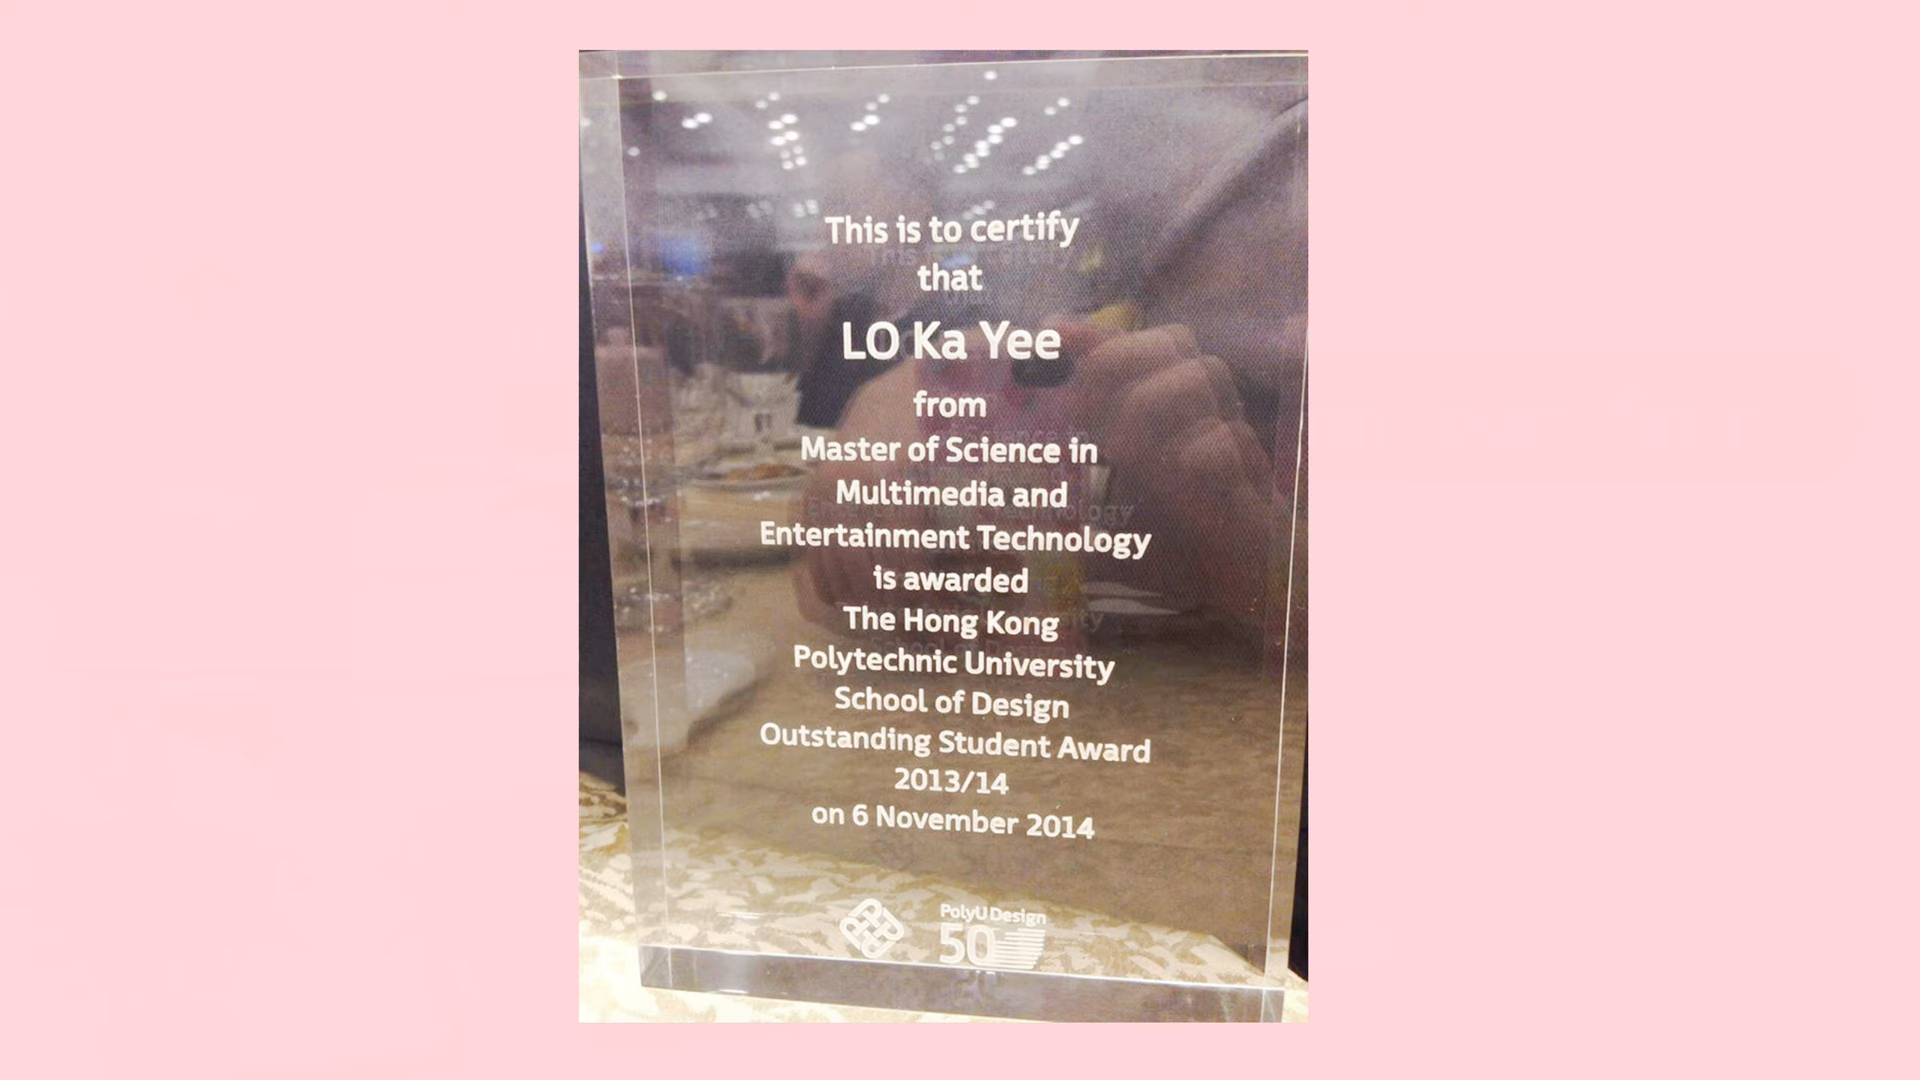 This is to certify
that
LO Ka Yee
from
Master of Science in
Multimedia and
Entertainment Technology
is awarded
The Hong Kong
Polytechnic University
School of Design
Outstanding Student Award
2013/14
on 6 November 2014
PolyU Design
50